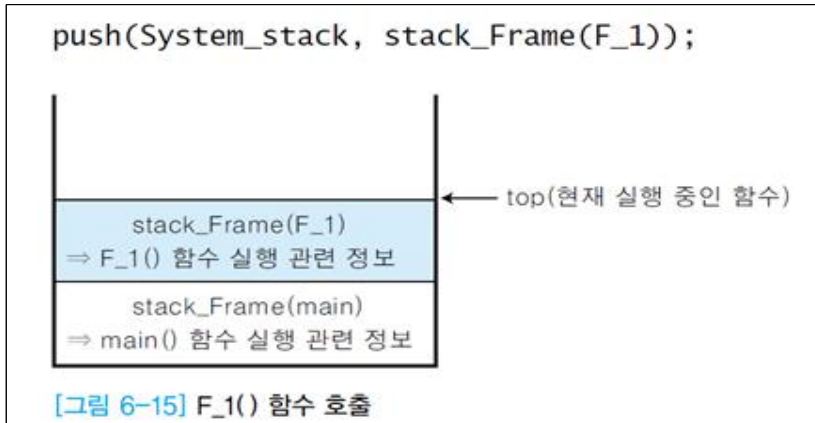 push(System_stack, stack_Frame(F_1));
top(현재 실행 중인 함수)
stack_Frame(F_1)
⇒ F_1() 함수 실행 관련 정보
stack_Frame(main)
⇒ main() 함수 실행 관련 정보
[그림 6-15] F_1() 함수 호출